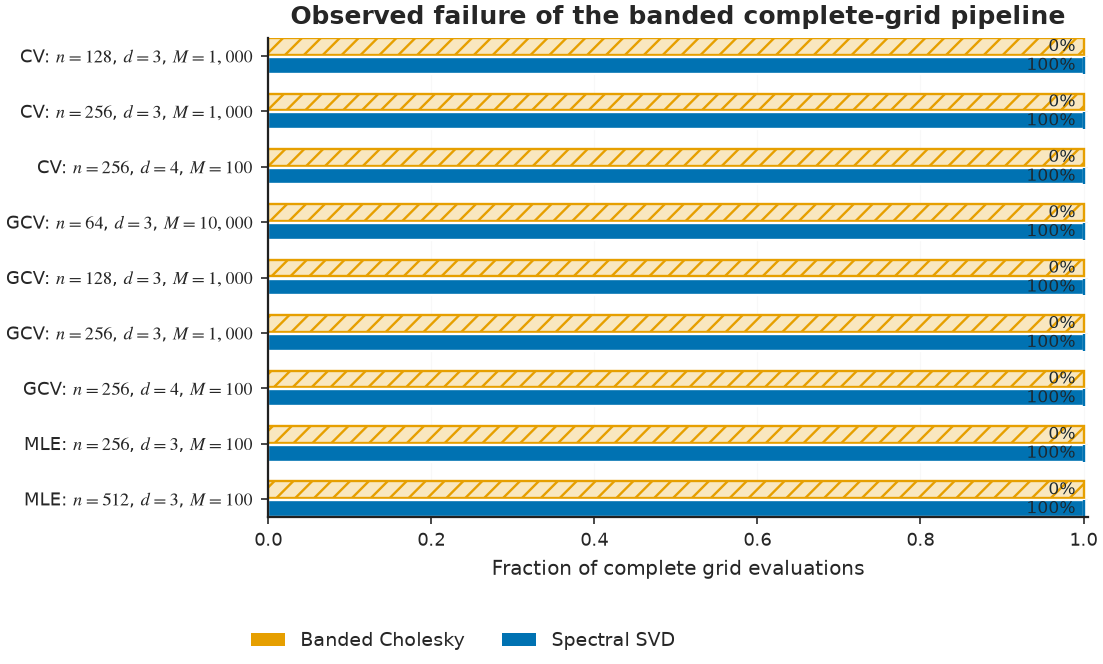 Observed failure of the banded complete-grid pipeline
CV: n = 128, d = 3, M = 1,000
0%
100%
CV: n = 256, d = 3, M = 1,000
0%
100%
CV: n = 256, d = 4, M = 100
0%
100%
GCV: n = 64, d = 3, M = 10,000
0%
100%
GCV: n = 128, d = 3, M = 1,000
0%
100%
GCV: n = 256, d = 3, M = 1,000
0%
100%
GCV: n = 256, d = 4, M = 100
0%
100%
MLE: n = 256, d = 3, M = 100
0%
100%
MLE: n = 512, d = 3, M = 100
0%
100%
0.0 0.2 0.4 0.6 0.8 1.0
Fraction of complete grid evaluations
Banded Cholesky Spectral SVD